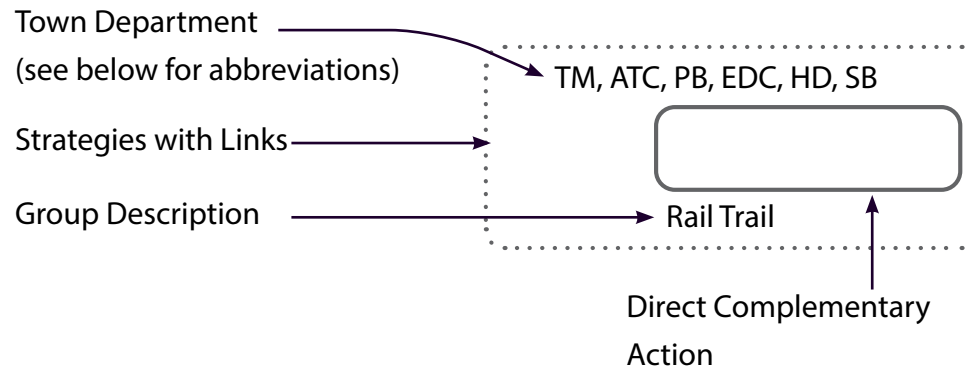 Town Department
(see below for abbreviations)
TM, ATC, PB, EDC, HD, SB
Strategies with Links
Group Description
Rail Trail
Direct Complementary
Action